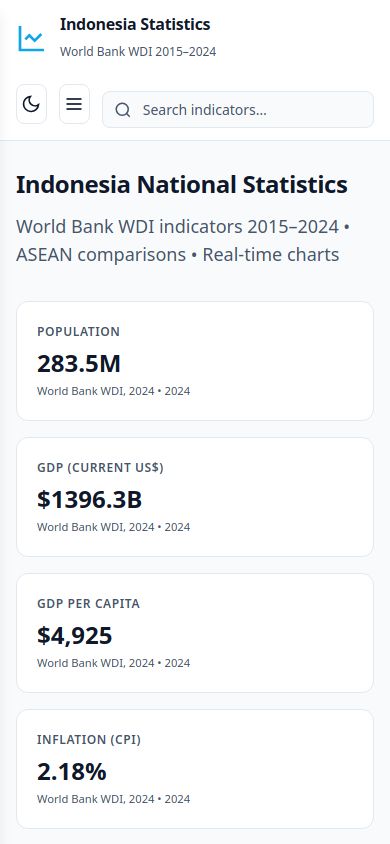 Indonesia Statistics
World Bank WDI 2015–2024
Search indicators...
Indonesia National Statistics
World Bank WDI indicators 2015–2024 •
ASEAN comparisons • Real-time charts
POPULATION
283.5M
World Bank WDI, 2024 • 2024
GDP (CURRENT US$)
$1396.3B
World Bank WDI, 2024 • 2024
GDP PER CAPITA
$4,925
World Bank WDI, 2024 • 2024
INFLATION (CPI)
2.18%
World Bank WDI, 2024 • 2024